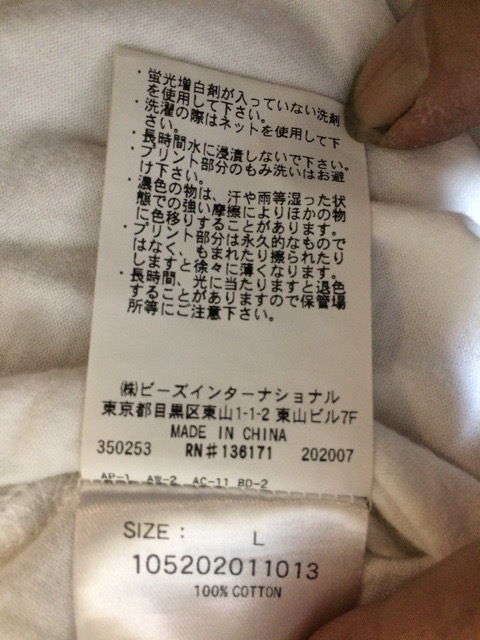 ・蛍光増白剤が入っていない洗剤
を使用して下さい。
・洗濯の際はネットを使用して下
さい。
・長時間水に浸漬しないで下さい。
・プリント部分のもみ洗いはお避
け下さい。
・濃色の物は、汗や雨等湿った状
態での強い摩擦によりほかの物
に色移りすることがあります。
・プリント部分は永久的なもので
はなく、もまれたり擦られたり
しますと徐々に薄くなります。
・長時間、光に当たりますと退色
することがありますので保管場
所等にご注意下さい。
㈱ビーズインターナショナル
東京都目黒区東山1-1-2 東山ビル7F
MADE IN CHINA
350253 RN#136171 202007
AP-1 AW-2 AC-11 BD-2
SIZE: L
105202011013
100% COTTON